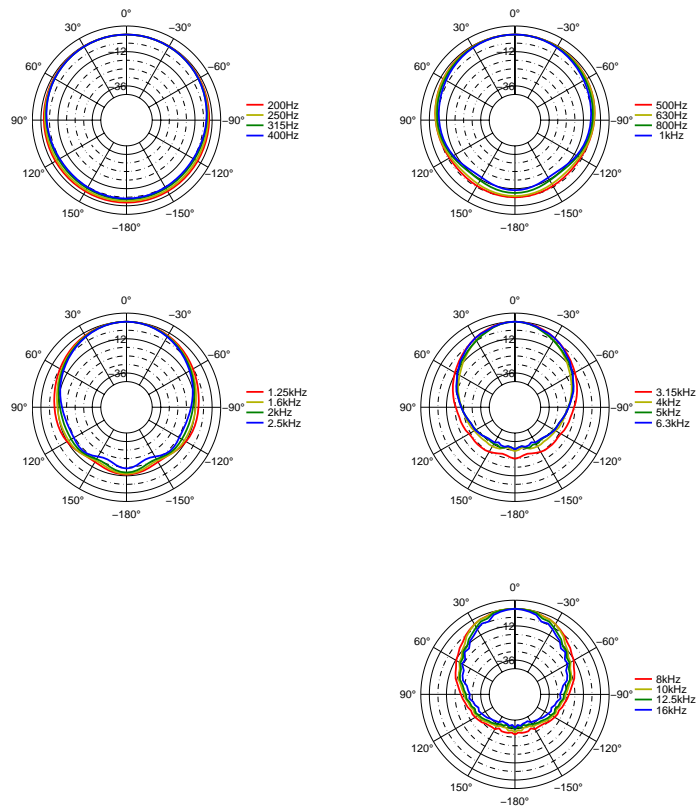 0°
30° −30°
60° −60°
90° −90°
120° −120°
150° −150°
−180°
−12
−36
200Hz
250Hz
315Hz
400Hz
0°
30° −30°
60° −60°
90° −90°
120° −120°
150° −150°
−180°
−12
−36
500Hz
630Hz
800Hz
1kHz
0°
30° −30°
60° −60°
90° −90°
120° −120°
150° −150°
−180°
−12
−36
1.25kHz
1.6kHz
2kHz
2.5kHz
0°
30° −30°
60° −60°
90° −90°
120° −120°
150° −150°
−180°
−12
−36
3.15kHz
4kHz
5kHz
6.3kHz
0°
30° −30°
60° −60°
90° −90°
120° −120°
150° −150°
−180°
−12
−36
8kHz
10kHz
12.5kHz
16kHz